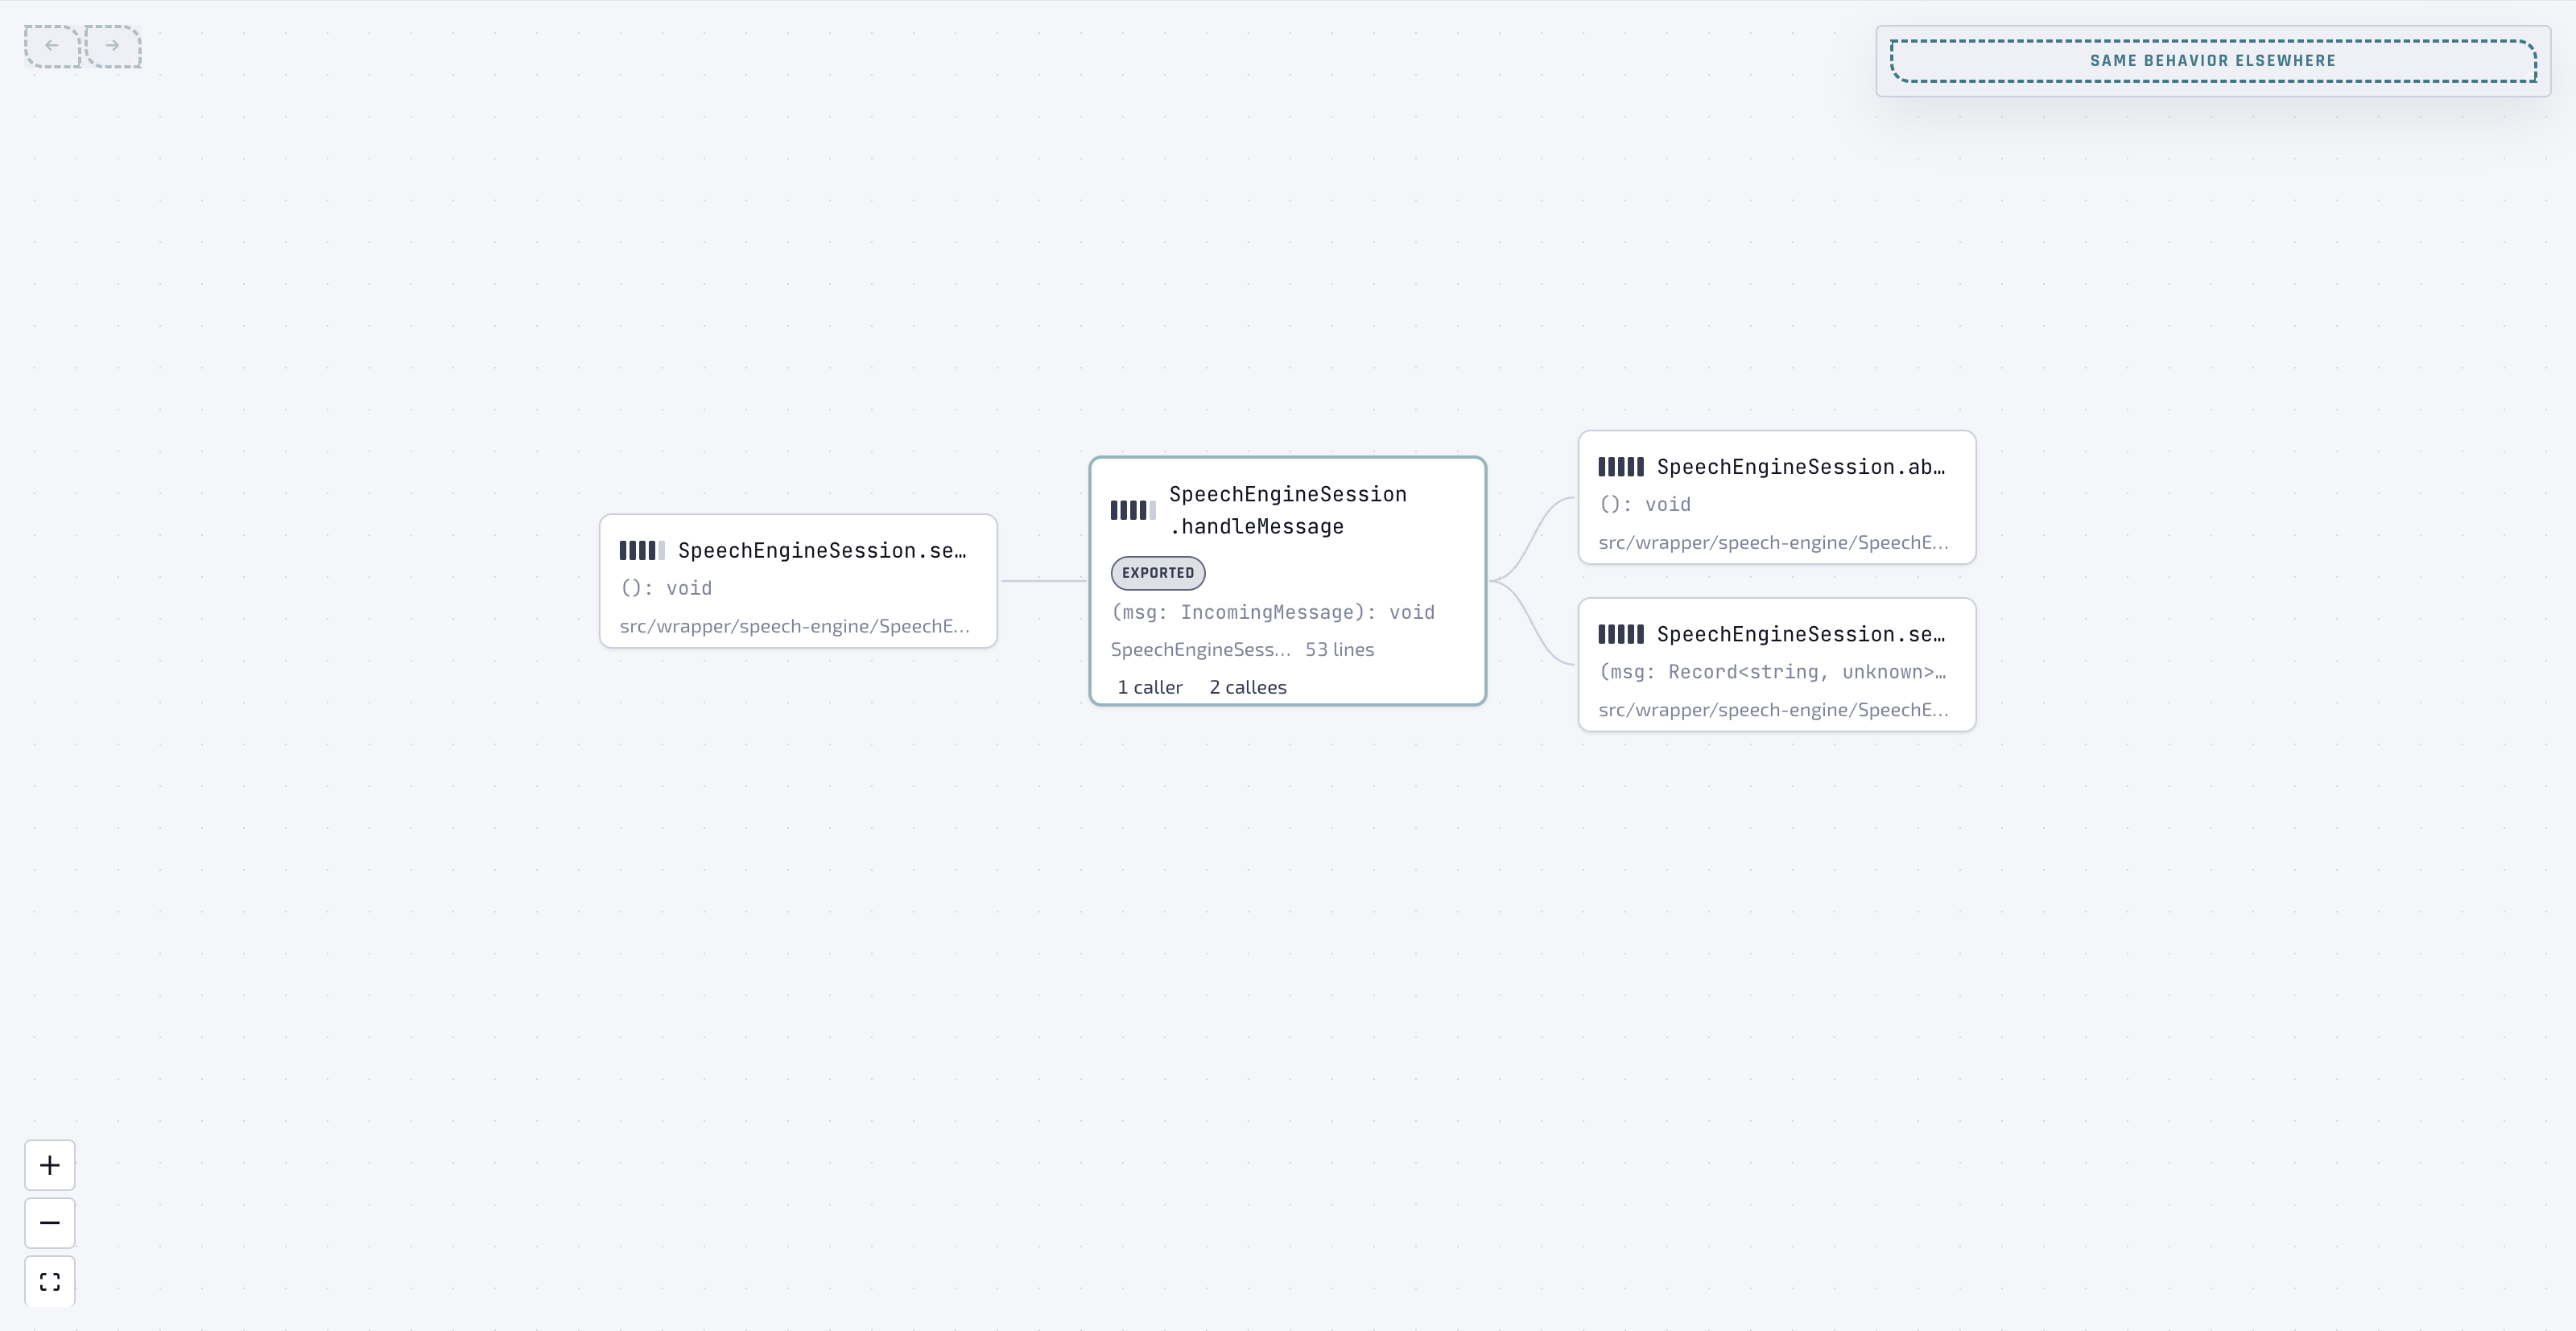 SAME BEHAVIOR ELSEWHERE
SpeechEngineSession.se…
(): void
src/wrapper/speech-engine/SpeechE…
SpeechEngineSession
.handleMessage
EXPORTED
(msg: IncomingMessage): void
SpeechEngineSess… 53 lines
1 caller 2 callees
SpeechEngineSession.ab…
(): void
src/wrapper/speech-engine/SpeechE…
SpeechEngineSession.se…
(msg: Record<string, unknown>…
src/wrapper/speech-engine/SpeechE…